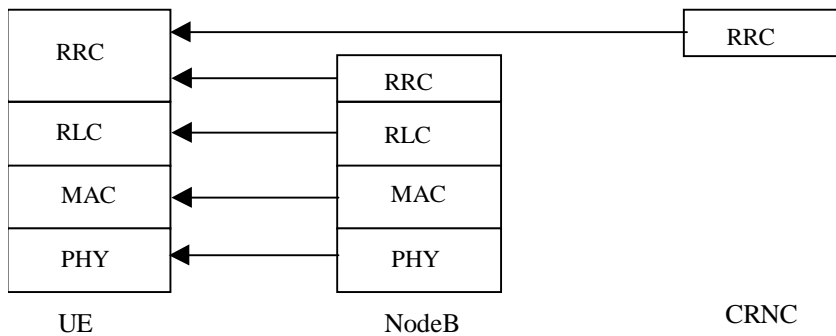 RRC
RRC
RRC
RLC
RLC
MAC
MAC
PHY
PHY
UE
NodeB
CRNC